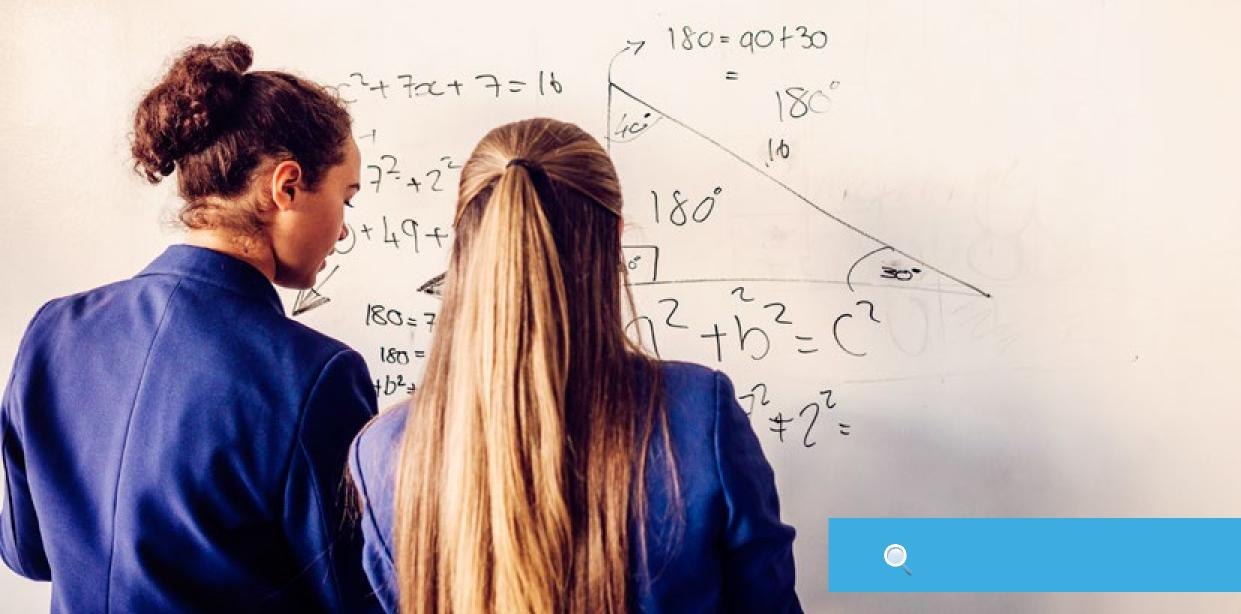 180 = 90 + 30
=
180°
x² + 7x + 7 = 16
40°
16
7² + 2²
180°
+ 49 +
30°
180 = 7
a² + b² = c²
180 =
+b² +
7² + 2² =